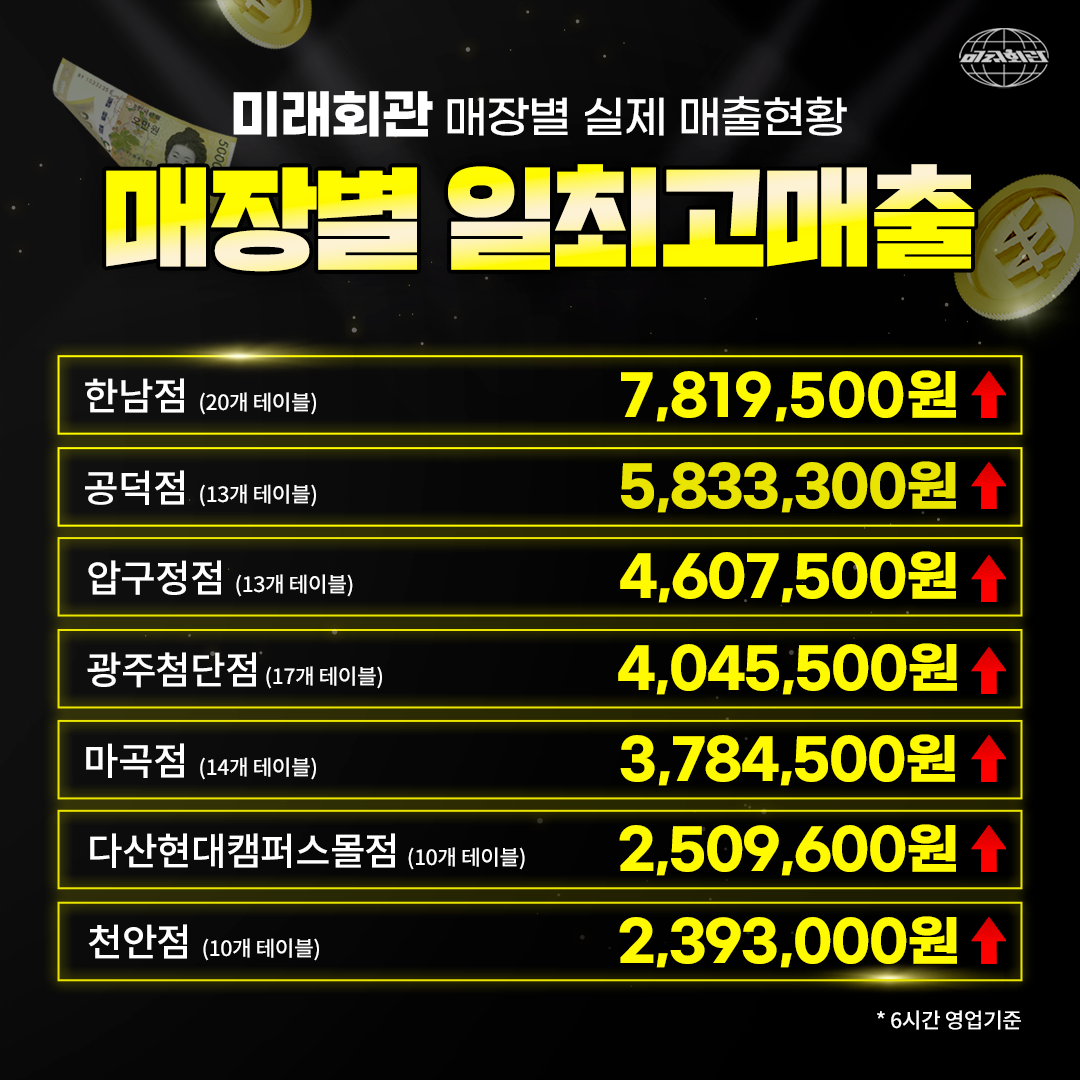 미래회관
미래회관 매장별 실제 매출현황
매장별 일최고매출
한남점 (20개 테이블) 7,819,500원
공덕점 (13개 테이블) 5,833,300원
압구정점 (13개 테이블) 4,607,500원
광주첨단점 (17개 테이블) 4,045,500원
마곡점 (14개 테이블) 3,784,500원
다산현대캠퍼스몰점 (10개 테이블) 2,509,600원
천안점 (10개 테이블) 2,393,000원
* 6시간 영업기준